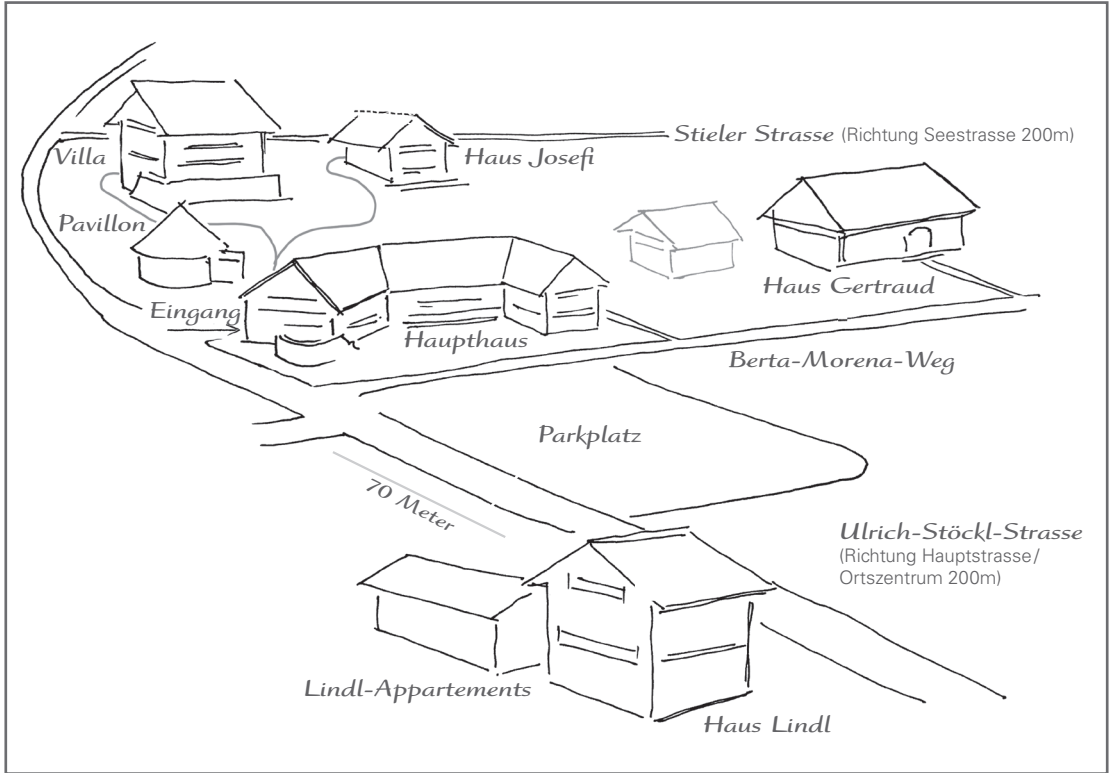 Stieler Strasse (Richtung Seestrasse 200m)
Villa
Haus Josefi
Pavillon
Haus Gertraud
Eingang
Haupthaus
Berta-Morena-Weg
Parkplatz
70 Meter
Ulrich-Stöckl-Strasse
(Richtung Hauptstrasse/
Ortszentrum 200m)
Lindl-Appartements
Haus Lindl